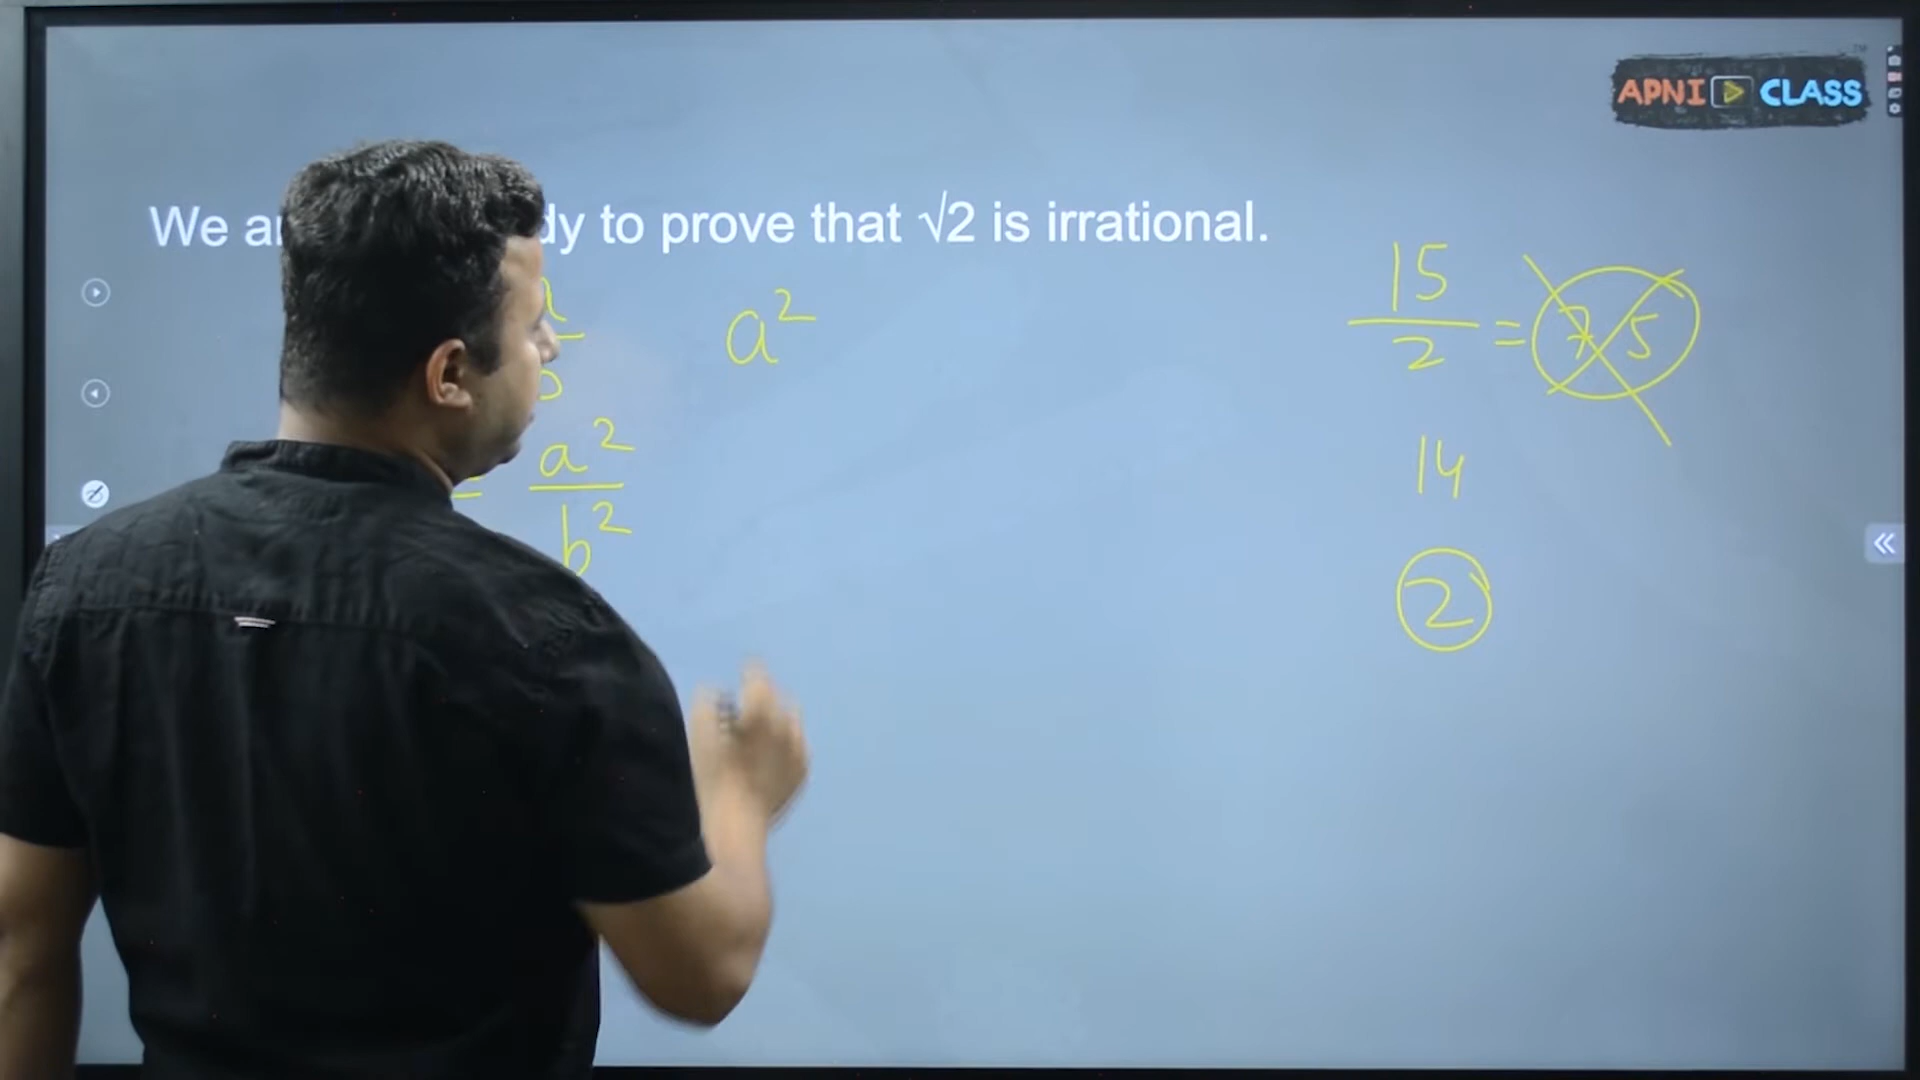 APNI CLASS
We dy to prove that √2 is irrational.
a²
15
2
= 7 5
a²
=
b²
14
2